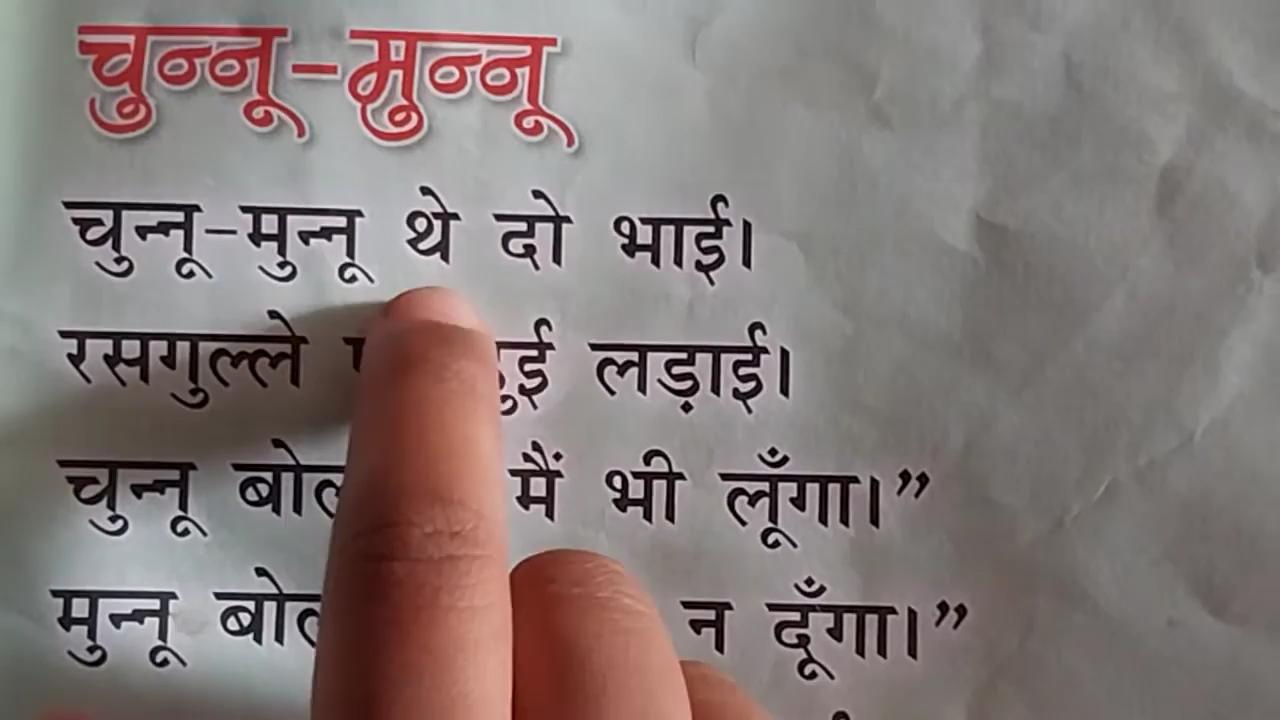 चुन्नू-मुन्नू
चुन्नू-मुन्नू थे दो भाई।
रसगुल्ले लड़ाई।
चुन्नू मैं भी लूँगा।”
मुन्नू न दूँगा।”